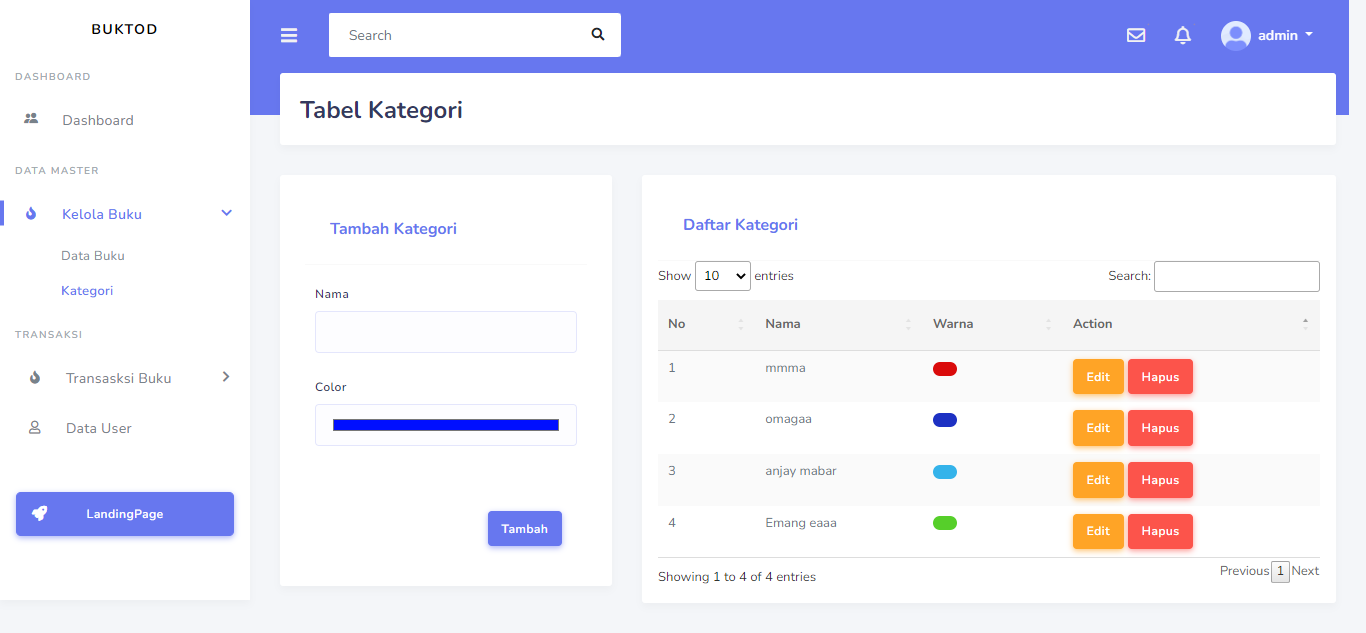 BUKTOD
DASHBOARD
Dashboard
DATA MASTER
Kelola Buku
Data Buku
Kategori
TRANSAKSI
Transasksi Buku
Data User
LandingPage
Search
admin
Tabel Kategori
Tambah Kategori
Nama
Color
Tambah
Daftar Kategori
Show 10 entries
Search:
No Nama Warna Action
1 mmma Edit Hapus
2 omagaa Edit Hapus
3 anjay mabar Edit Hapus
4 Emang eaaa Edit Hapus
Showing 1 to 4 of 4 entries
Previous 1 Next